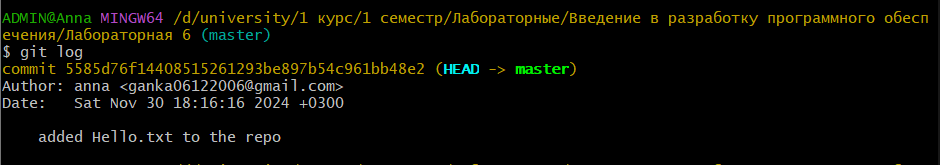 ADMIN@Anna MINGW64 /d/university/1 курс/1 семестр/Лабораторные/Введение в разработку программного обесп
ечения/Лабораторная 6 (master)
$ git log
commit 5585d76f14408515261293be897b54c961bb48e2 (HEAD -> master)
Author: anna <ganka06122006@gmail.com>
Date:   Sat Nov 30 18:16:16 2024 +0300
    added Hello.txt to the repo